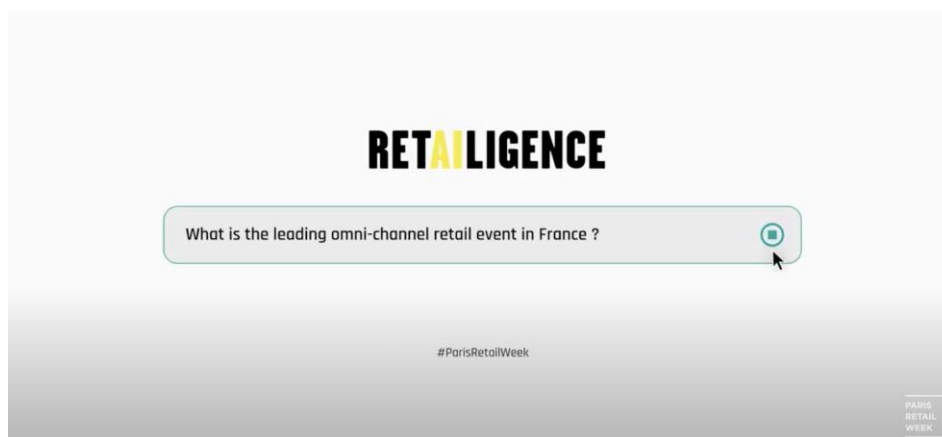 RETAILIGENCE
What is the leading omni-channel retail event in France ?
#ParisRetailWeek
PARIS
RETAIL
WEEK